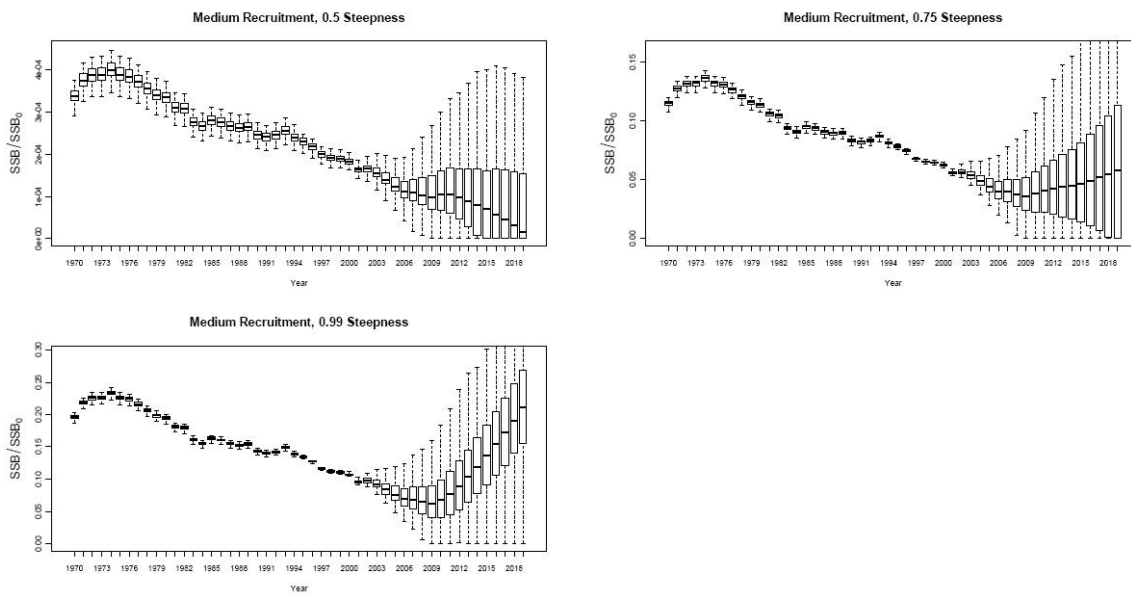 Medium Recruitment, 0.5 Steepness
SSB/SSB₀
4e-04
3e-04
2e-04
1e-04
0e+00
1970 1973 1976 1979 1982 1985 1988 1991 1994 1997 2000 2003 2006 2009 2012 2015 2018
Year
Medium Recruitment, 0.75 Steepness
SSB/SSB₀
0.15
0.10
0.05
0.00
1970 1973 1976 1979 1982 1985 1988 1991 1994 1997 2000 2003 2006 2009 2012 2015 2018
Year
Medium Recruitment, 0.99 Steepness
SSB/SSB₀
0.30
0.25
0.20
0.15
0.10
0.05
0.00
1970 1973 1976 1979 1982 1985 1988 1991 1994 1997 2000 2003 2006 2009 2012 2015 2018
Year